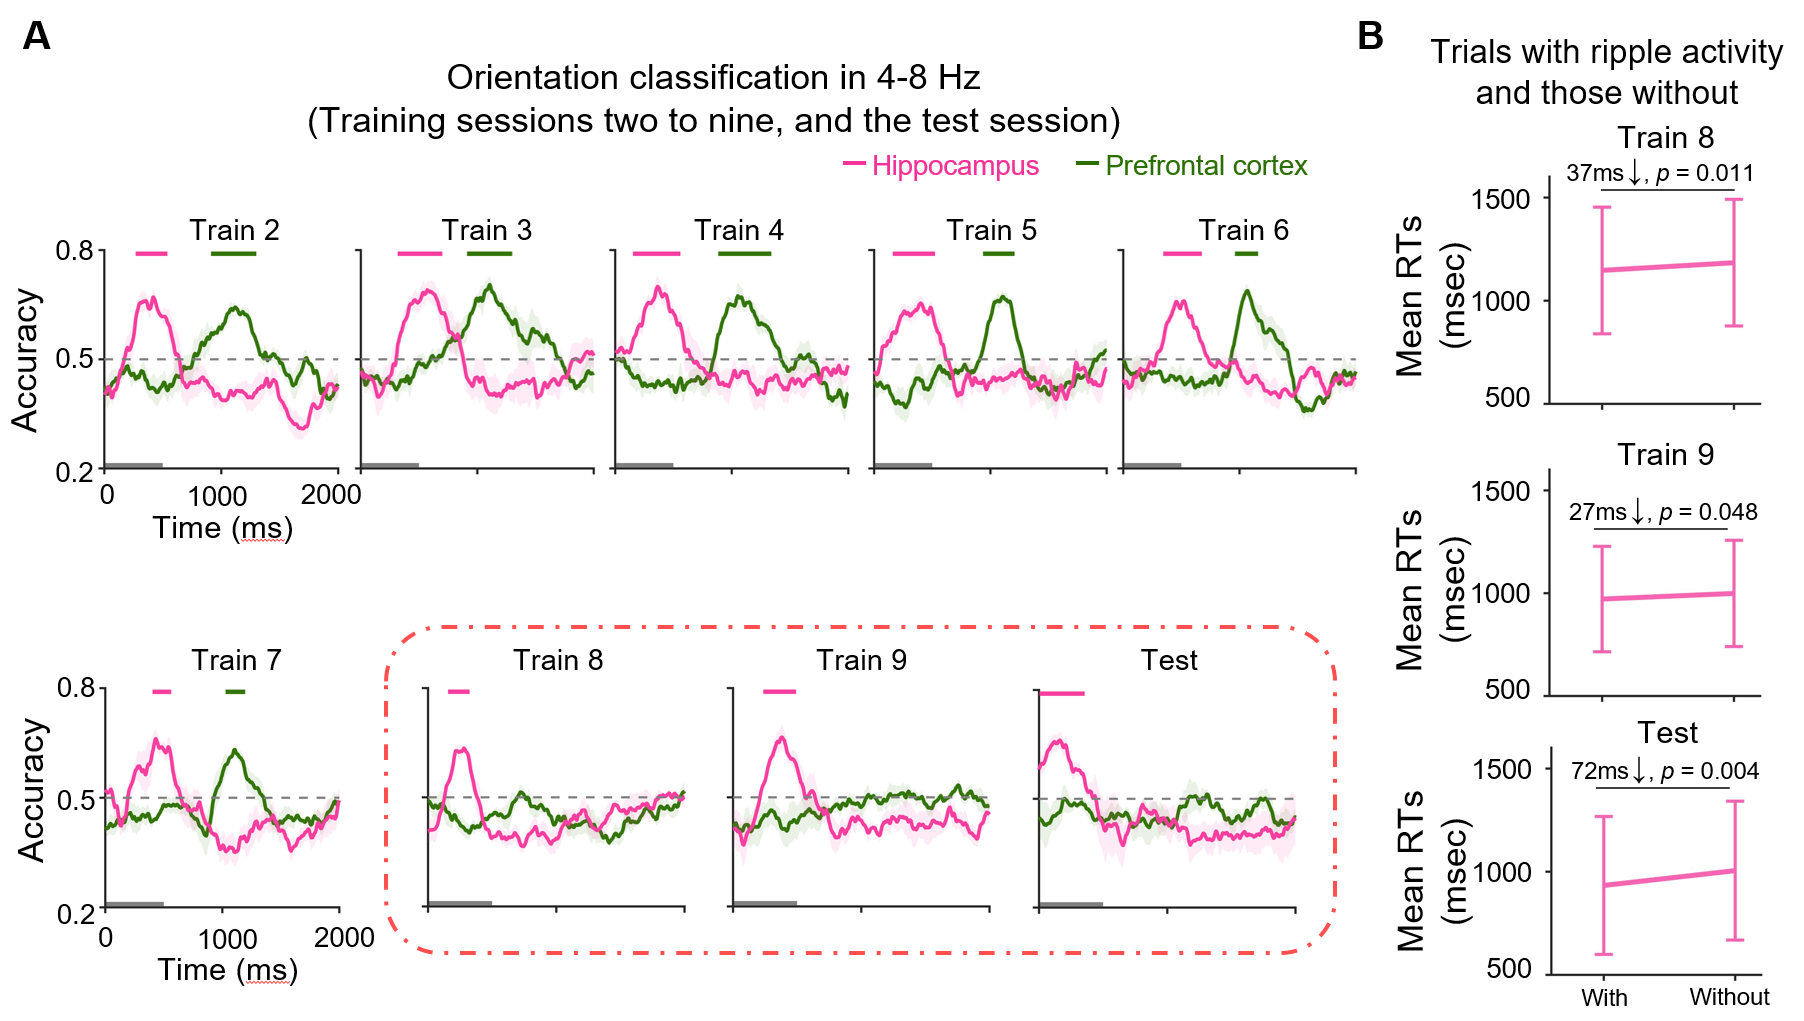 A
Orientation classification in 4-8 Hz
(Training sessions two to nine, and the test session)
Hippocampus
Prefrontal cortex
Train 2
Train 3
Train 4
Train 5
Train 6
0.8
0.5
0.2
Accuracy
0
1000
2000
Time (ms)
Train 7
Train 8
Train 9
Test
0.8
0.5
0.2
Accuracy
0
1000
2000
Time (ms)
B
Trials with ripple activity
and those without
Train 8
37ms↓, p = 0.011
1500
1000
500
Mean RTs
(msec)
Train 9
27ms↓, p = 0.048
1500
1000
500
Mean RTs
(msec)
Test
72ms↓, p = 0.004
1500
1000
500
Mean RTs
(msec)
With
Without